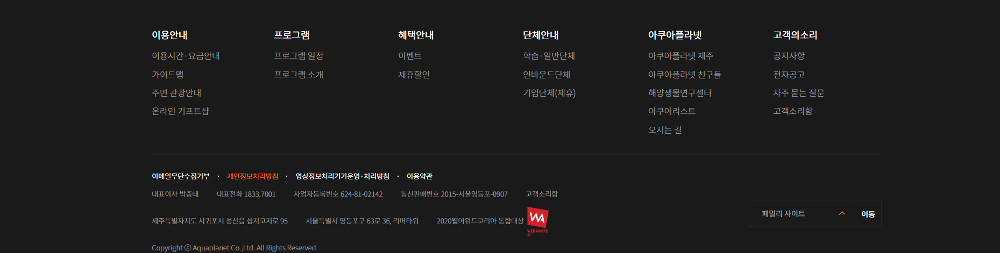 이용안내
이용시간·요금안내
가이드맵
주변 관광안내
온라인 기프트샵
프로그램
프로그램 일정
프로그램 소개
혜택안내
이벤트
제휴할인
단체안내
학습·일반단체
인바운드단체
기업단체(제휴)
아쿠아플라넷
아쿠아플라넷 제주
아쿠아플라넷 친구들
해양생물연구센터
아쿠아리스트
오시는 길
고객의소리
공지사항
전자공고
자주 묻는 질문
고객소리함
이메일무단수집거부 · 개인정보처리방침 · 영상정보처리기기운영·처리방침 · 이용약관
대표이사 박종태 대표전화 1833.7001 사업자등록번호 624-81-02142 통신판매번호 2015-서울영등포-0907 고객소리함
제주특별자치도 서귀포시 성산읍 섭지코지로 95 서울특별시 영등포구 63로 36, 리버타워 2020웹어워드코리아 통합대상
WA
WEB AWARD
20
패밀리 사이트 이동
Copyright ⓒ Aquaplanet Co.,Ltd. All Rights Reserved.